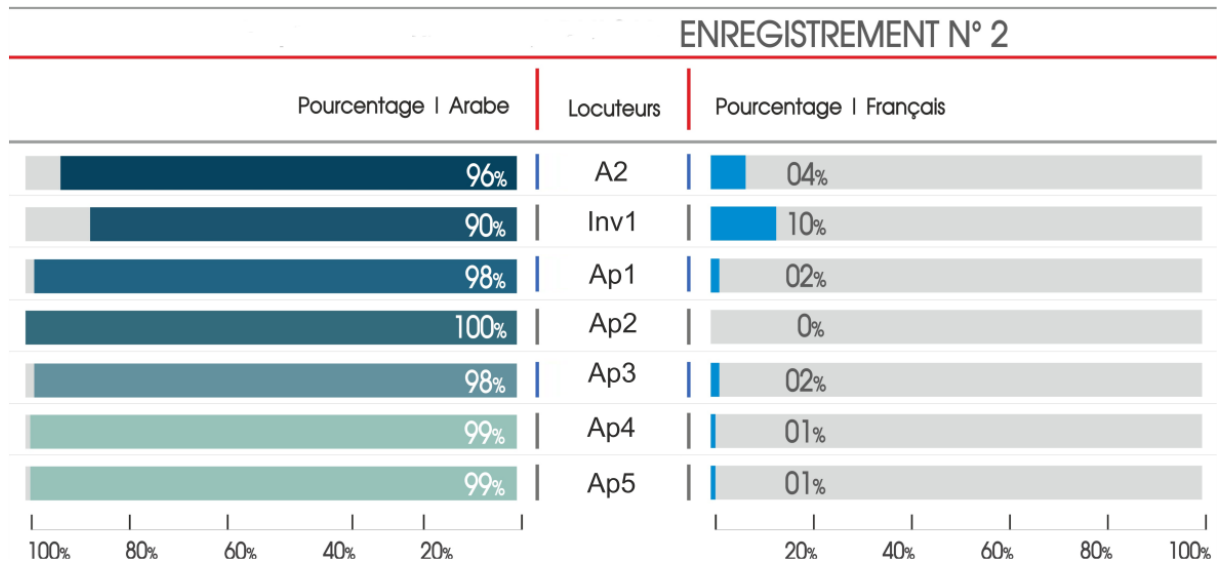 ENREGISTREMENT N° 2
Pourcentage | Arabe Locuteurs Pourcentage | Français
96% A2 04%
90% Inv1 10%
98% Ap1 02%
100% Ap2 0%
98% Ap3 02%
99% Ap4 01%
99% Ap5 01%
100% 80% 60% 40% 20% 20% 40% 60% 80% 100%